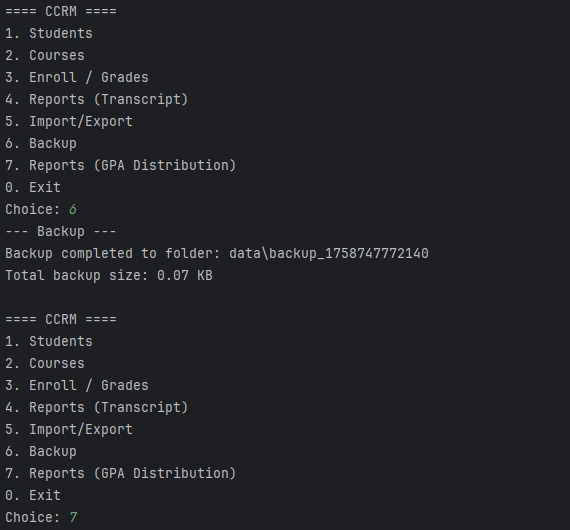 ==== CCRM ====
1. Students
2. Courses
3. Enroll / Grades
4. Reports (Transcript)
5. Import/Export
6. Backup
7. Reports (GPA Distribution)
0. Exit
Choice: 6
--- Backup ---
Backup completed to folder: data\backup_1758747772140
Total backup size: 0.07 KB
==== CCRM ====
1. Students
2. Courses
3. Enroll / Grades
4. Reports (Transcript)
5. Import/Export
6. Backup
7. Reports (GPA Distribution)
0. Exit
Choice: 7